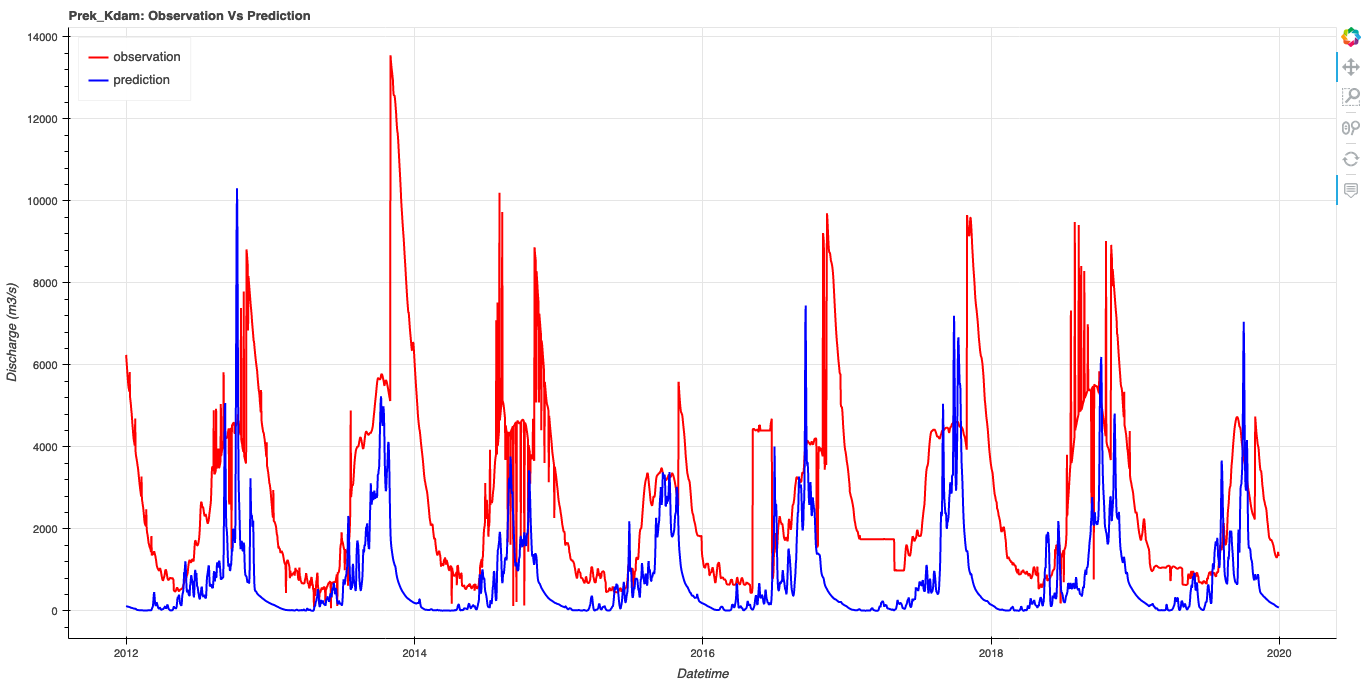 Prek_Kdam: Observation Vs Prediction
observation
prediction
14000
12000
10000
8000
6000
4000
2000
0
Discharge (m3/s)
2012
2014
2016
2018
2020
Datetime